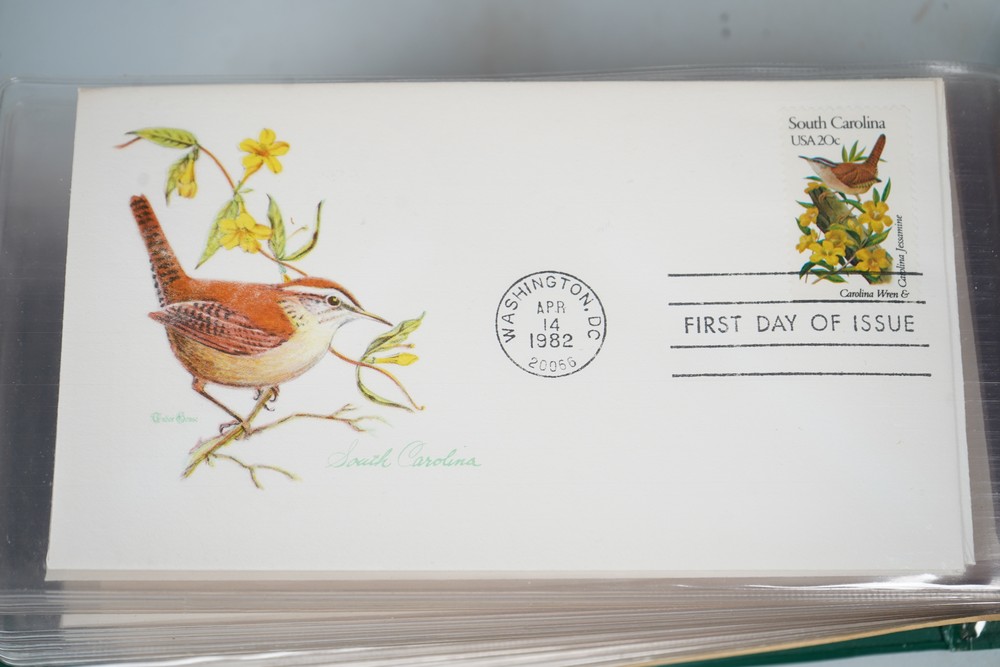 South Carolina
USA 20c
Carolina Jessamine
Carolina Wren &
WASHINGTON, DC
APR
14
1982
20066
FIRST DAY OF ISSUE
South Carolina